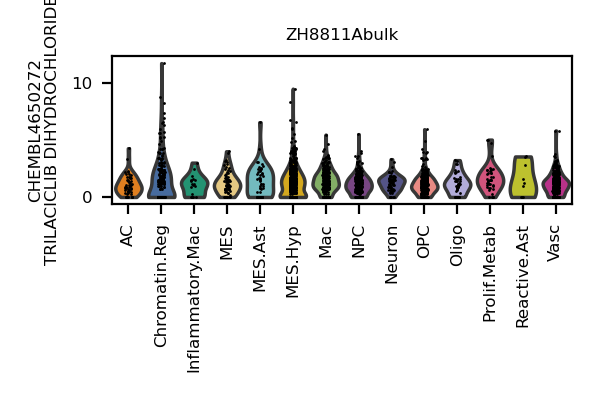 ZH8811Abulk
CHEMBL4650272
TRILACICLIB DIHYDROCHLORIDE
10
0
AC
Chromatin.Reg
Inflammatory.Mac
MES
MES.Ast
MES.Hyp
Mac
NPC
Neuron
OPC
Oligo
Prolif.Metab
Reactive.Ast
Vasc